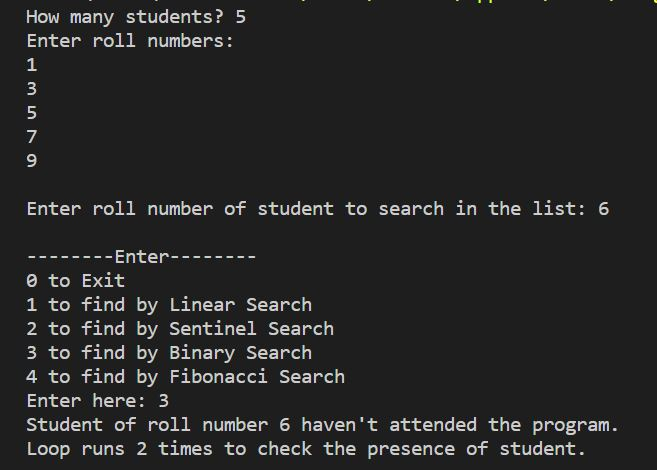 How many students? 5
Enter roll numbers:
1
3
5
7
9
Enter roll number of student to search in the list: 6
--------Enter--------
0 to Exit
1 to find by Linear Search
2 to find by Sentinel Search
3 to find by Binary Search
4 to find by Fibonacci Search
Enter here: 3
Student of roll number 6 haven't attended the program.
Loop runs 2 times to check the presence of student.